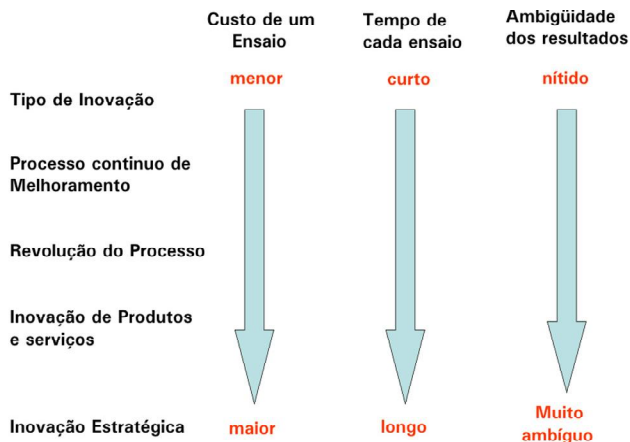 Custo de um
Ensaio
Tempo de
cada ensaio
Ambigüidade
dos resultados
menor
curto
nítido
Tipo de Inovação
Processo continuo de
Melhoramento
Revolução do Processo
Inovação de Produtos
e serviços
Inovação Estratégica
maior
longo
Muito
ambíguo